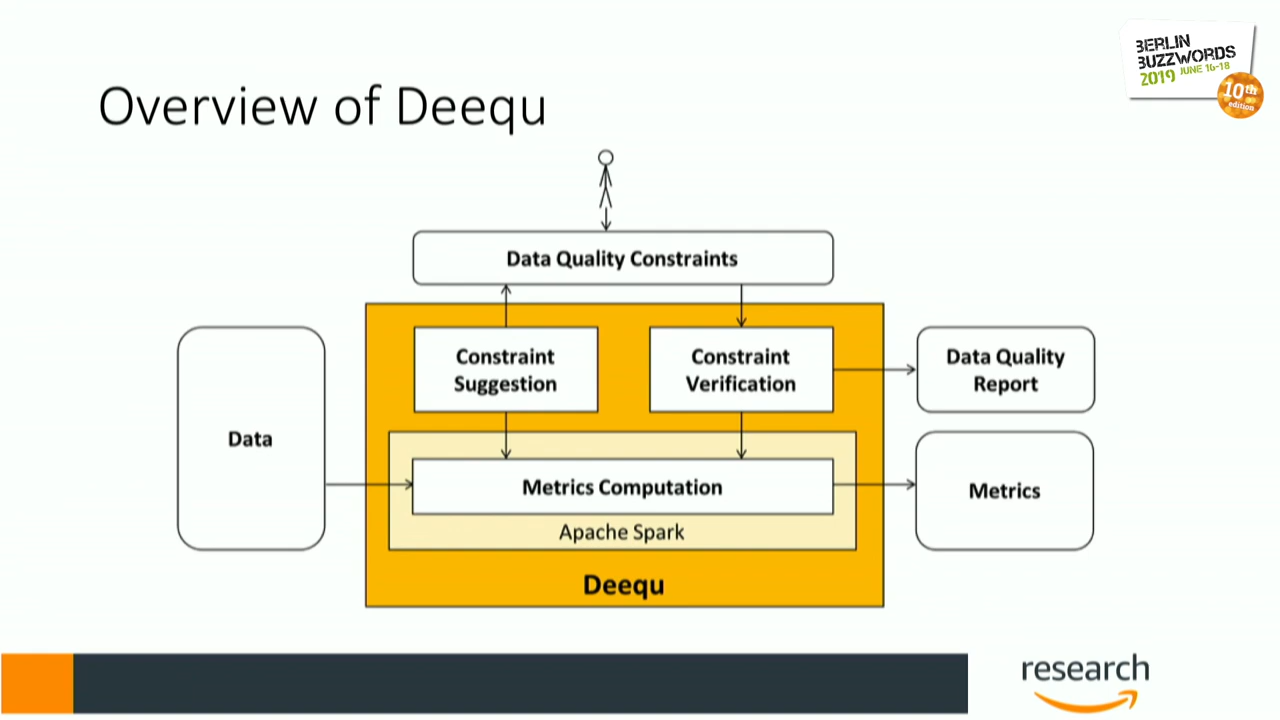 BERLIN
BUZZWORDS
2019 JUNE 16-18
10th
edition
Overview of Deequ
Data Quality Constraints
Constraint
Suggestion
Constraint
Verification
Data Quality
Report
Data
Metrics Computation
Metrics
Apache Spark
Deequ
research